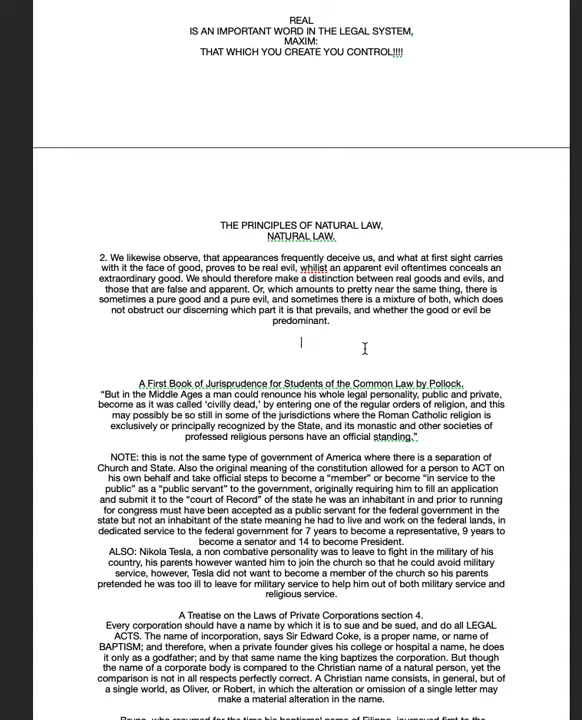 REAL
IS AN IMPORTANT WORD IN THE LEGAL SYSTEM,
MAXIM:
THAT WHICH YOU CREATE YOU CONTROL!!!!
THE PRINCIPLES OF NATURAL LAW,
NATURAL LAW.
2. We likewise observe, that appearances frequently deceive us, and what at first sight carries
with it the face of good, proves to be real evil, whilist an apparent evil oftentimes conceals an
extraordinary good. We should therefore make a distinction between real goods and evils, and
those that are false and apparent. Or, which amounts to pretty near the same thing, there is
sometimes a pure good and a pure evil, and sometimes there is a mixture of both, which does
not obstruct our discerning which part it is that prevails, and whether the good or evil be
predominant.
A First Book of Jurisprudence for Students of the Common Law by Pollock.
“But in the Middle Ages a man could renounce his whole legal personality, public and private,
become as it was called ‘civilly dead,’ by entering one of the regular orders of religion, and this
may possibly be so still in some of the jurisdictions where the Roman Catholic religion is
exclusively or principally recognized by the State, and its monastic and other societies of
professed religious persons have an official standing.”
NOTE: this is not the same type of government of America where there is a separation of
Church and State. Also the original meaning of the constitution allowed for a person to ACT on
his own behalf and take official steps to become a “member” or become “in service to the
public” as a “public servant” to the government, originally requiring him to fill an application
and submit it to the “court of Record” of the state he was an inhabitant in and prior to running
for congress must have been accepted as a public servant for the federal government in the
state but not an inhabitant of the state meaning he had to live and work on the federal lands, in
dedicated service to the federal government for 7 years to become a representative, 9 years to
become a senator and 14 to become President.
ALSO: Nikola Tesla, a non combative personality was to leave to fight in the military of his
country, his parents however wanted him to join the church so that he could avoid military
service, however, Tesla did not want to become a member of the church so his parents
pretended he was too ill to leave for military service to help him out of both military service and
religious service.
A Treatise on the Laws of Private Corporations section 4.
Every corporation should have a name by which it is to sue and be sued, and do all LEGAL
ACTS. The name of incorporation, says Sir Edward Coke, is a proper name, or name of
BAPTISM; and therefore, when a private founder gives his college or hospital a name, he does
it only as a godfather; and by that same name the king baptizes the corporation. But though
the name of a corporate body is compared to the Christian name of a natural person, yet the
comparison is not in all respects perfectly correct. A Christian name consists, in general, but of
a single world, as Oliver, or Robert, in which the alteration or omission of a single letter may
make a material alteration in the name.
Bruno, who resumed for the time his baptismal name of Filippo, journeyed first to the